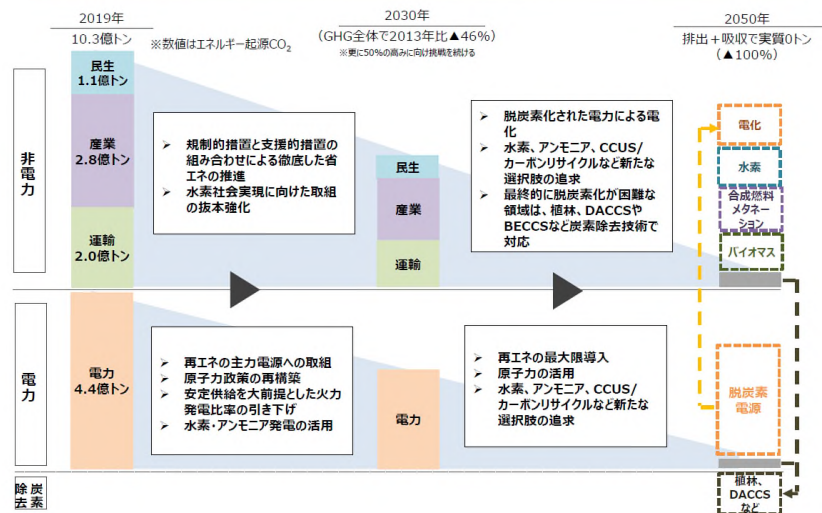 2019年
10.3億トン
※数値はエネルギー起源CO₂
2030年
(GHG全体で2013年比▲46%)
※更に50%の高みに向け挑戦を続ける
2050年
排出+吸収で実質0トン
(▲100%)
非電力
民生
1.1億トン
産業
2.8億トン
運輸
2.0億トン
➢ 規制的措置と支援的措置の
組み合わせによる徹底した省
エネの推進
➢ 水素社会実現に向けた取組
の抜本強化
民生
産業
運輸
➢ 脱炭素化された電力による電
化
➢ 水素、アンモニア、CCUS/
カーボンリサイクルなど新たな
選択肢の追求
➢ 最終的に脱炭素化が困難な
領域は、植林、DACCSや
BECCSなど炭素除去技術で
対応
電化
水素
合成燃料
メタネー
ション
バイオマス
電力
電力
4.4億トン
➢ 再エネの主力電源への取組
➢ 原子力政策の再構築
➢ 安定供給を大前提とした火力
発電比率の引き下げ
➢ 水素・アンモニア発電の活用
電力
➢ 再エネの最大限導入
➢ 原子力の活用
➢ 水素、アンモニア、CCUS/
カーボンリサイクルなど新たな
選択肢の追求
脱炭素
電源
炭素除去
植林、
DACCS
など